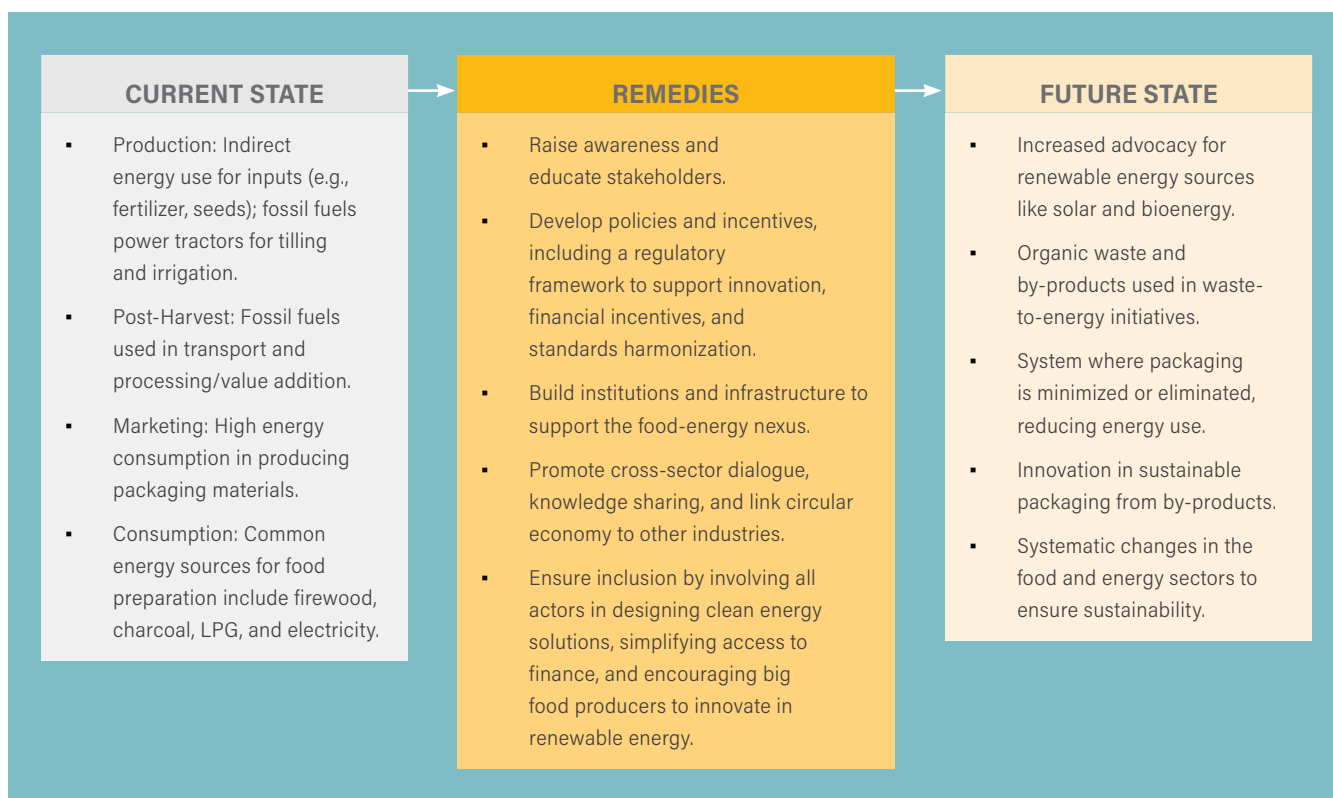 CURRENT STATE
▪ Production: Indirect
energy use for inputs (e.g.,
fertilizer, seeds); fossil fuels
power tractors for tilling
and irrigation.
▪ Post-Harvest: Fossil fuels
used in transport and
processing/value addition.
▪ Marketing: High energy
consumption in producing
packaging materials.
▪ Consumption: Common
energy sources for food
preparation include firewood,
charcoal, LPG, and electricity.
REMEDIES
▪ Raise awareness and
educate stakeholders.
▪ Develop policies and incentives,
including a regulatory
framework to support innovation,
financial incentives, and
standards harmonization.
▪ Build institutions and infrastructure to
support the food-energy nexus.
▪ Promote cross-sector dialogue,
knowledge sharing, and link circular
economy to other industries.
▪ Ensure inclusion by involving all
actors in designing clean energy
solutions, simplifying access to
finance, and encouraging big
food producers to innovate in
renewable energy.
FUTURE STATE
▪ Increased advocacy for
renewable energy sources
like solar and bioenergy.
▪ Organic waste and
by-products used in waste-
to-energy initiatives.
▪ System where packaging
is minimized or eliminated,
reducing energy use.
▪ Innovation in sustainable
packaging from by-products.
▪ Systematic changes in the
food and energy sectors to
ensure sustainability.